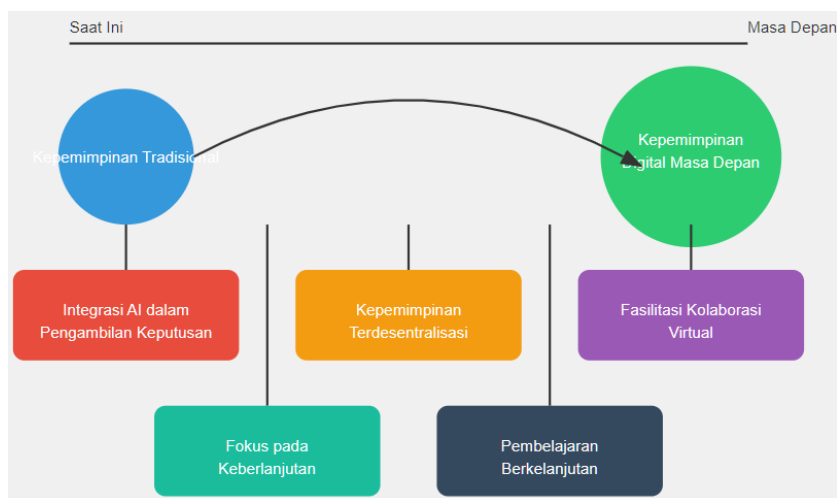 Saat Ini
Masa Depan
Kepemimpinan Tradisional
Kepemimpinan
Digital Masa Depan
Integrasi AI dalam
Pengambilan Keputusan
Kepemimpinan
Terdesentralisasi
Fasilitasi Kolaborasi
Virtual
Fokus pada
Keberlanjutan
Pembelajaran
Berkelanjutan